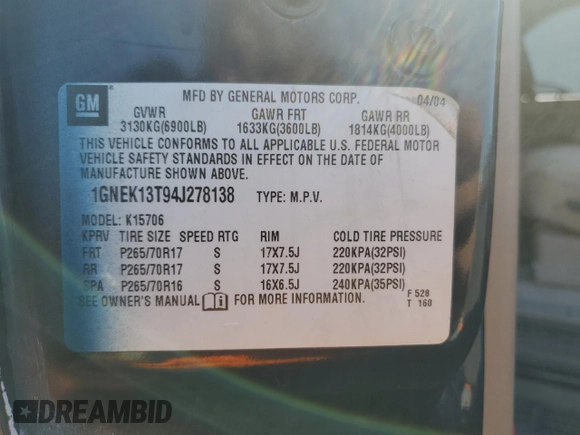 GM
MFD BY GENERAL MOTORS CORP. 04/04
GVWR GAWR FRT GAWR RR
3130KG(6900LB) 1633KG(3600LB) 1814KG(4000LB)
THIS VEHICLE CONFORMS TO ALL APPLICABLE U.S. FEDERAL MOTOR
VEHICLE SAFETY STANDARDS IN EFFECT ON THE DATE OF
MANUFACTURE SHOWN ABOVE.
1GNEK13T94J278138 TYPE: M.P.V.
MODEL: K15706
KPRV TIRE SIZE SPEED RTG RIM COLD TIRE PRESSURE
FRT P265/70R17 S 17X7.5J 220KPA(32PSI)
RR P265/70R17 S 17X7.5J 220KPA(32PSI)
SPA P265/70R16 S 16X6.5J 240KPA(35PSI)
SEE OWNER'S MANUAL FOR MORE INFORMATION.
F 528
T 160
DREAMBID